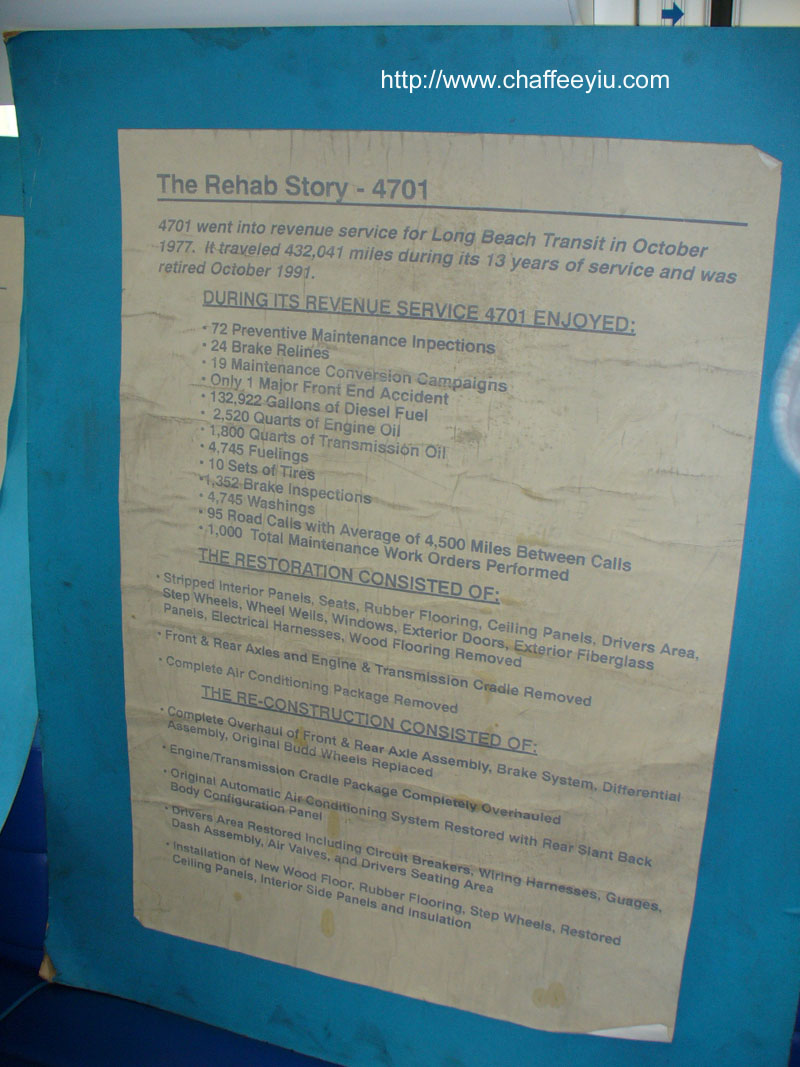 http://www.chaffeeyiu.com
The Rehab Story - 4701
4701 went into revenue service for Long Beach Transit in October
1977. It traveled 432,041 miles during its 13 years of service and was
retired October 1991.
DURING ITS REVENUE SERVICE 4701 ENJOYED:
• 72 Preventive Maintenance Inpections
• 24 Brake Relines
• 19 Maintenance Conversion Campaigns
• Only 1 Major Front End Accident
• 132,922 Gallons of Diesel Fuel
• 2,520 Quarts of Engine Oil
• 1,800 Quarts of Transmission Oil
• 4,745 Fuelings
• 10 Sets of Tires
• 1,352 Brake Inspections
• 4,745 Washings
• 95 Road Calls with Average of 4,500 Miles Between Calls
• 1,000 Total Maintenance Work Orders Performed
THE RESTORATION CONSISTED OF:
• Stripped Interior Panels, Seats, Rubber Flooring, Ceiling Panels, Drivers Area,
Step Wheels, Wheel Wells, Windows, Exterior Doors, Exterior Fiberglass
Panels, Electrical Harnesses, Wood Flooring Removed
• Front & Rear Axles and Engine & Transmission Cradle Removed
• Complete Air Conditioning Package Removed
THE RE-CONSTRUCTION CONSISTED OF:
• Complete Overhaul of Front & Rear Axle Assembly, Brake System, Differential
Assembly, Original Budd Wheels Replaced
• Engine/Transmission Cradle Package Completely Overhauled
• Original Automatic Air Conditioning System Restored with Rear Slant Back
Body Configuration Panel
• Drivers Area Restored Including Circuit Breakers, Wiring Harnesses, Guages,
Dash Assembly, Air Valves, and Drivers Seating Area
• Installation of New Wood Floor, Rubber Flooring, Step Wheels, Restored
Ceiling Panels, Interior Side Panels and Insulation